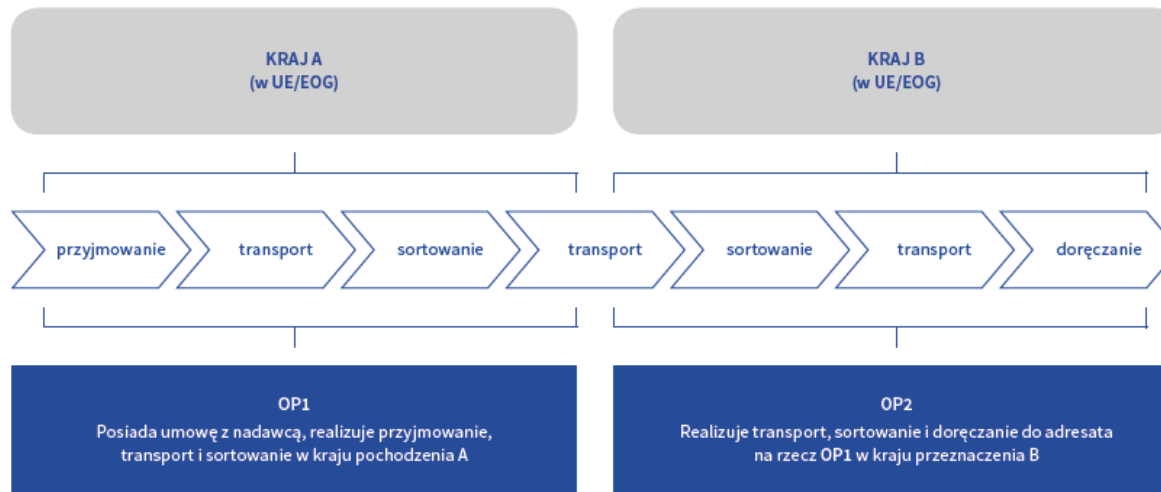 KRAJ A
(w UE/EOG)
KRAJ B
(w UE/EOG)
przyjmowanie
transport
sortowanie
transport
sortowanie
transport
doręczanie
OP1
Posiada umowę z nadawcą, realizuje przyjmowanie,
transport i sortowanie w kraju pochodzenia A
OP2
Realizuje transport, sortowanie i doręczanie do adresata
na rzecz OP1 w kraju przeznaczenia B